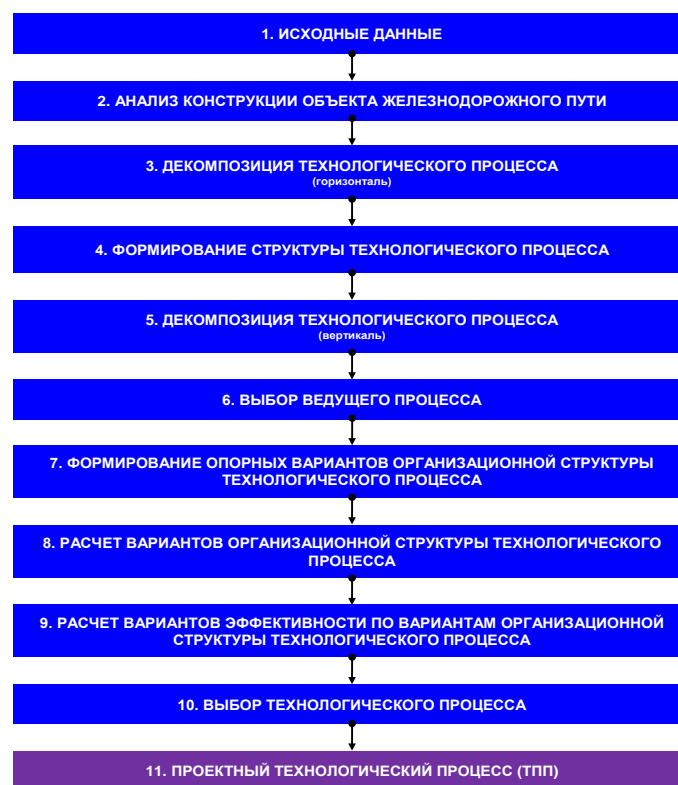 1. ИСХОДНЫЕ ДАННЫЕ
2. АНАЛИЗ КОНСТРУКЦИИ ОБЪЕКТА ЖЕЛЕЗНОДОРОЖНОГО ПУТИ
3. ДЕКОМПОЗИЦИЯ ТЕХНОЛОГИЧЕСКОГО ПРОЦЕССА
(горизонталь)
4. ФОРМИРОВАНИЕ СТРУКТУРЫ ТЕХНОЛОГИЧЕСКОГО ПРОЦЕССА
5. ДЕКОМПОЗИЦИЯ ТЕХНОЛОГИЧЕСКОГО ПРОЦЕССА
(вертикаль)
6. ВЫБОР ВЕДУЩЕГО ПРОЦЕССА
7. ФОРМИРОВАНИЕ ОПОРНЫХ ВАРИАНТОВ ОРГАНИЗАЦИОННОЙ СТРУКТУРЫ
ТЕХНОЛОГИЧЕСКОГО ПРОЦЕССА
8. РАСЧЕТ ВАРИАНТОВ ОРГАНИЗАЦИОННОЙ СТРУКТУРЫ ТЕХНОЛОГИЧЕСКОГО
ПРОЦЕССА
9. РАСЧЕТ ВАРИАНТОВ ЭФФЕКТИВНОСТИ ПО ВАРИАНТАМ ОРГАНИЗАЦИОННОЙ
СТРУКТУРЫ ТЕХНОЛОГИЧЕСКОГО ПРОЦЕССА
10. ВЫБОР ТЕХНОЛОГИЧЕСКОГО ПРОЦЕССА
11. ПРОЕКТНЫЙ ТЕХНОЛОГИЧЕСКИЙ ПРОЦЕСС (ТПП)